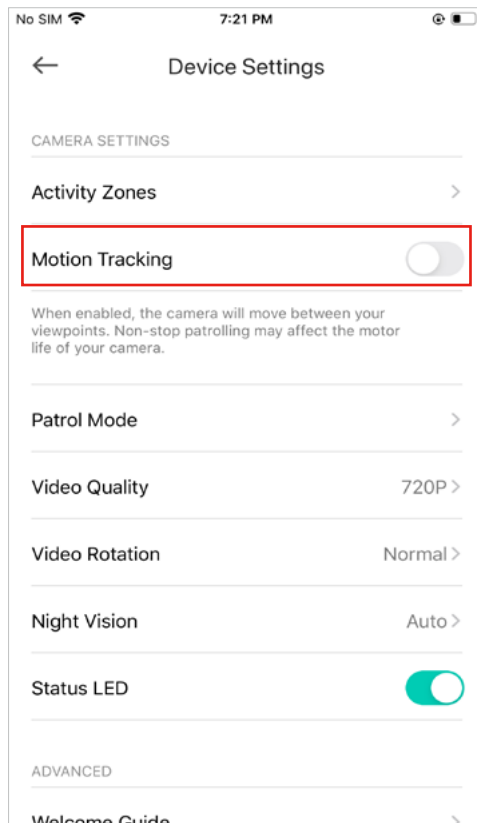 No SIM 7:21 PM
Device Settings
CAMERA SETTINGS
Activity Zones
Motion Tracking
When enabled, the camera will move between your
viewpoints. Non-stop patrolling may affect the motor
life of your camera.
Patrol Mode
Video Quality 720P
Video Rotation Normal
Night Vision Auto
Status LED
ADVANCED
Welcome Guide